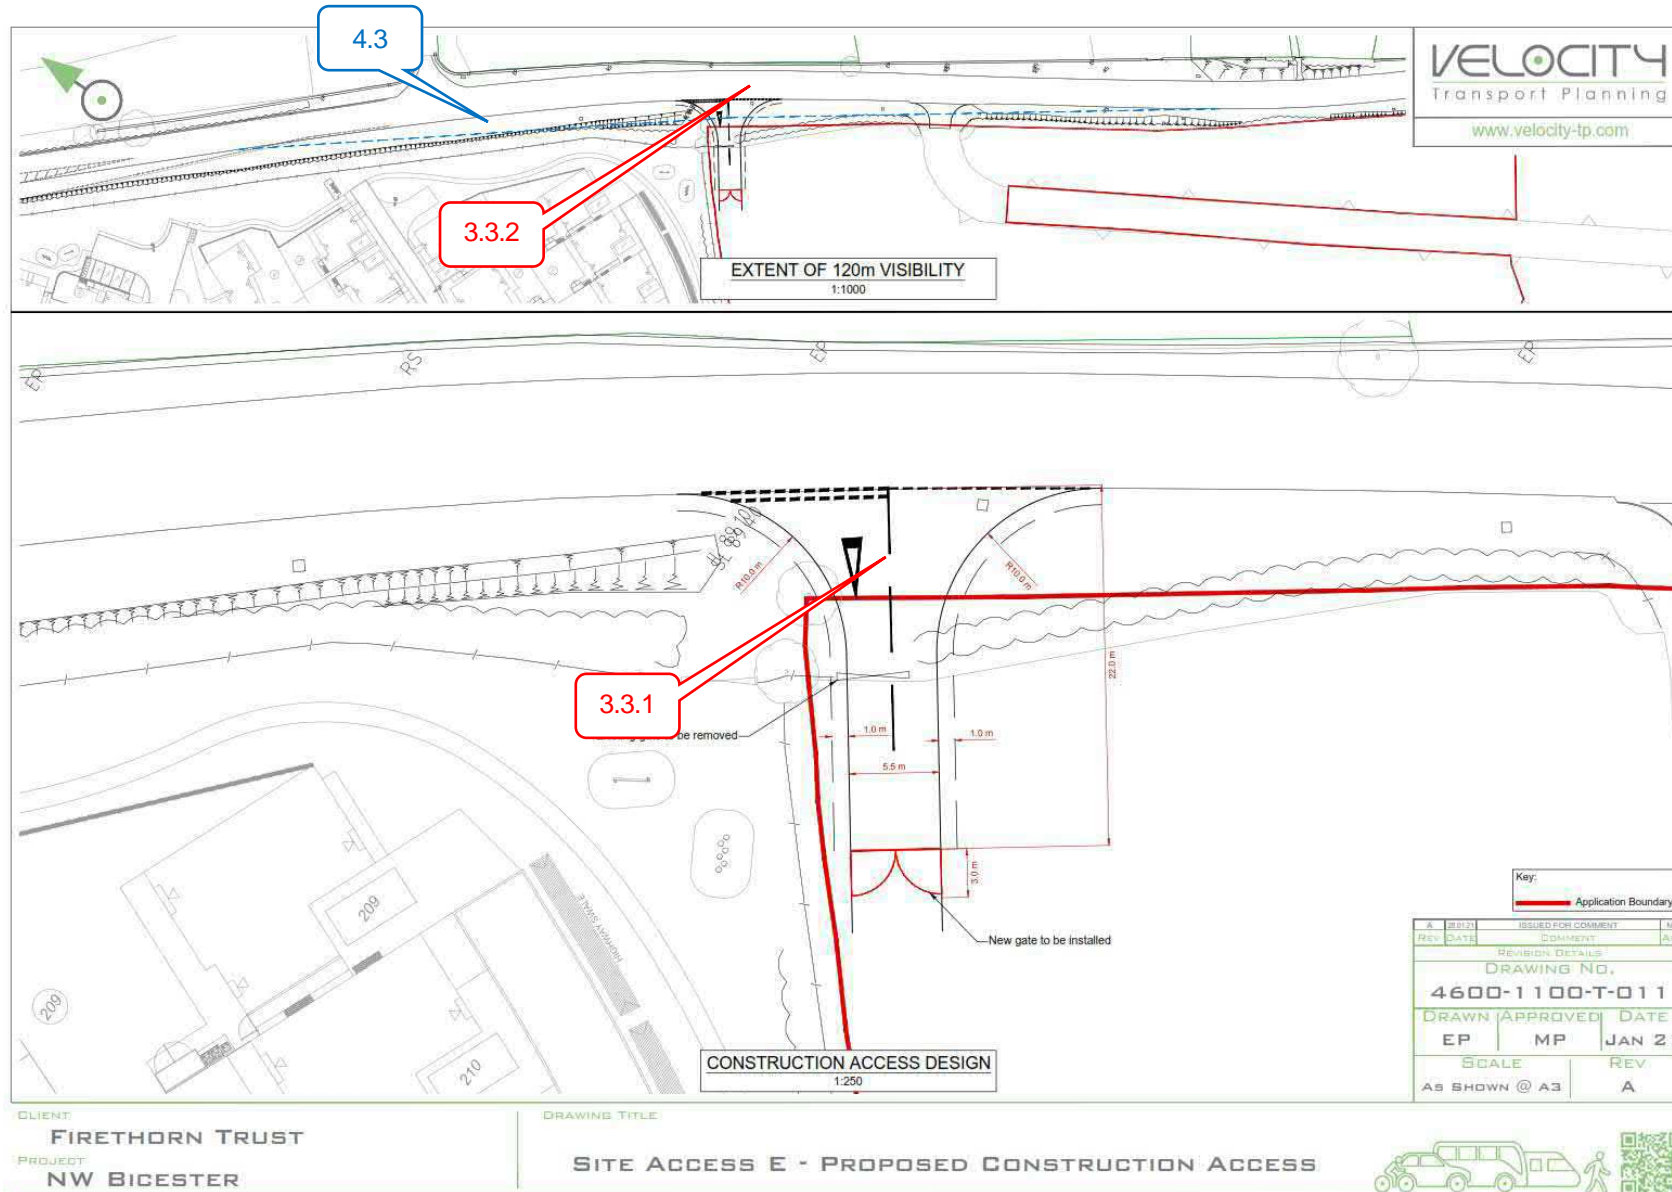 4.3
VELOCITY
Transport Planning
www.velocity-tp.com
3.3.2
EXTENT OF 120m VISIBILITY
1:1000
EP
RS
EP
EP
R10.0 m
R10.0 m
22.0 m
3.3.1
be removed
1.0 m
1.0 m
5.5 m
3.0 m
New gate to be installed
HIGHWAY SWALE
209
209
210
Key:
Application Boundary
CONSTRUCTION ACCESS DESIGN
1:250
A ISSUED FOR COMMENT
REV DATE COMMENT
REVISION DETAILS
DRAWING NO.
4600-1100-T-011
DRAWN APPROVED DATE
EP MP JAN 2
SCALE REV
AS SHOWN @ A3 A
CLIENT
FIRETHORN TRUST
PROJECT
NW BICESTER
DRAWING TITLE
SITE ACCESS E - PROPOSED CONSTRUCTION ACCESS